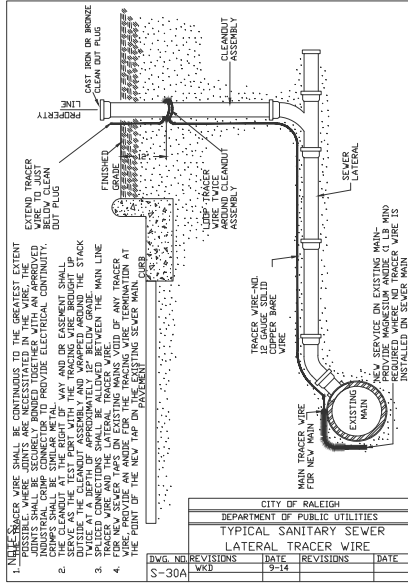 NOTES:
1. THE TRACER WIRE SHALL BE CONTINUOUS TO THE GREATEST EXTENT
POSSIBLE. WHERE JOINTS ARE NECESSITATED IN THE WIRE, THE
JOINTS SHALL BE SECURELY BONDED TOGETHER WITH AN APPROVED
INDUSTRIAL CRIMP CONNECTOR TO PROVIDE ELECTRICAL CONTINUITY.
CRIMPS SHALL BE SIMILAR METAL.
2. THE CLEANOUT AT THE RIGHT OF WAY AND OR EASEMENT SHALL
SERVE AS THE TEST PORT WITH THE TRACING WIRE BROUGHT UP
OUTSIDE THE CLEANOUT ASSEMBLY AND WRAPPED AROUND THE STACK
TWICE AT A DEPTH OF APPROXIMATELY 12" BELOW GRADE.
3. SPLICED CONNECTIONS SHALL BE ALLOWED BETWEEN THE MAIN LINE
TRACER WIRE AND THE LATERAL TRACER WIRE.
4. FOR NEW SEWER TAPS ON EXISTING MAINS VOID OF ANY TRACER
WIRE, PROVIDE AN ANODE FOR THE TRACING WIRE TERMINATION AT
THE POINT OF THE NEW TAP ON THE EXISTING SEWER MAIN.
EXTEND TRACER
WIRE TO JUST
BELOW CLEAN
OUT PLUG
PROPERTY
LINE
CAST IRON OR BRONZE
CLEAN OUT PLUG
FINISHED
GRADE
12"
CURB
PAVEMENT
LOOP TRACER
WIRE TWICE
AROUND CLEANOUT
ASSEMBLY
CLEANOUT
ASSEMBLY
TRACER WIRE-NO.
12 GAUGE SOLID
COPPER BARE
WIRE
SEWER
LATERAL
MAIN TRACER WIRE
FOR NEW MAIN
EXISTING
MAIN
NEW SERVICE ON EXISTING MAIN-
PROVIDE MAGNESIUM ANODE (1 LB MIN)
REQUIRED WHERE NO TRACER WIRE IS
INSTALLED ON SEWER MAIN
CITY OF RALEIGH
DEPARTMENT OF PUBLIC UTILITIES
TYPICAL SANITARY SEWER
LATERAL TRACER WIRE
DWG. NO. REVISIONS DATE REVISIONS DATE
S-30A WKD 9-14